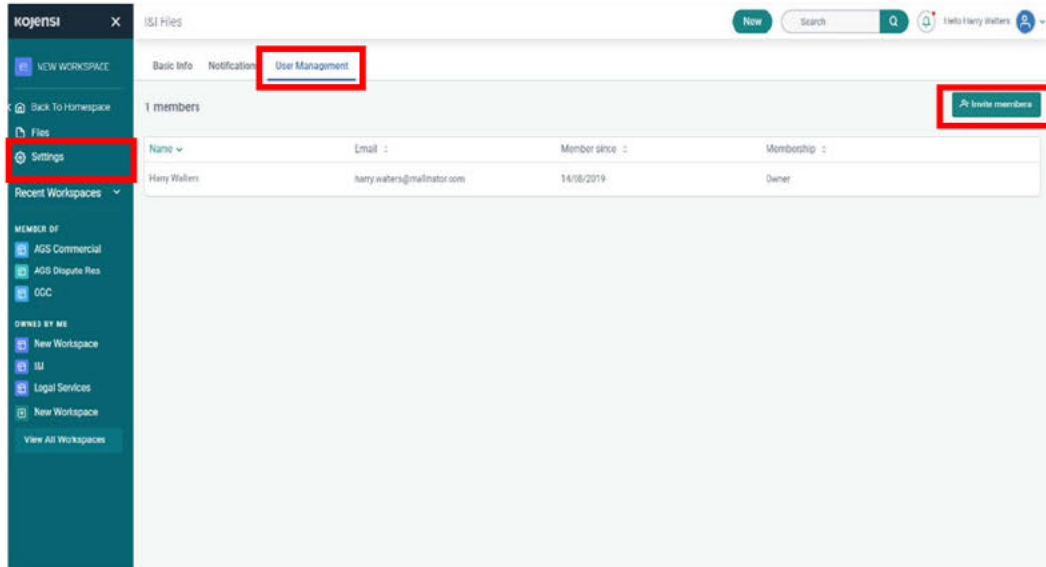 KOJENSI X
NEW WORKSPACE
Back To Homespace
Files
Settings
Recent Workspaces
MEMBER OF
AGS Commercial
AGS Dispute Res
OGC
OWNED BY ME
New Workspace
I&I
Legal Services
New Workspace
View All Workspaces
I&I Files
New Search Hello Harry Walters
Basic Info Notification User Management
1 members
Invite members
Name Email Member since Membership
Harry Walters harry.walters@mailinator.com 14/08/2019 Owner